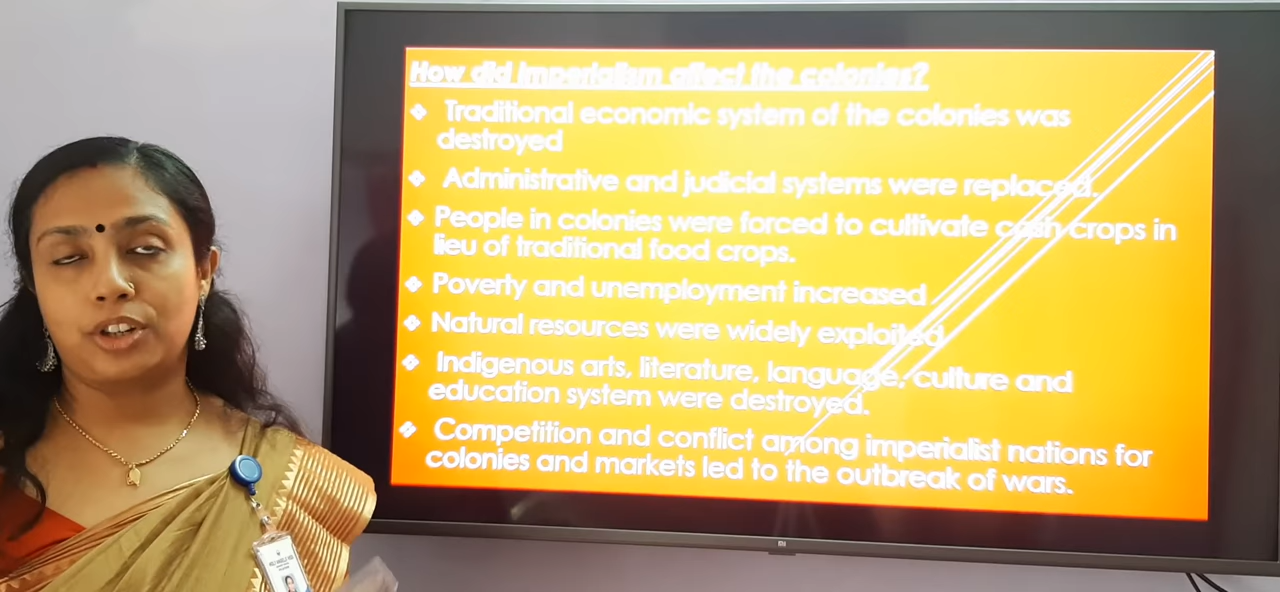 How did Imperialism affect the colonies?
❖ Traditional economic system of the colonies was
destroyed
❖ Administrative and judicial systems were replaced.
❖ People in colonies were forced to cultivate cash crops in
lieu of traditional food crops.
❖ Poverty and unemployment increased
❖ Natural resources were widely exploited
❖ Indigenous arts, literature, language, culture and
education system were destroyed.
❖ Competition and conflict among imperialist nations for
colonies and markets led to the outbreak of wars.
mi